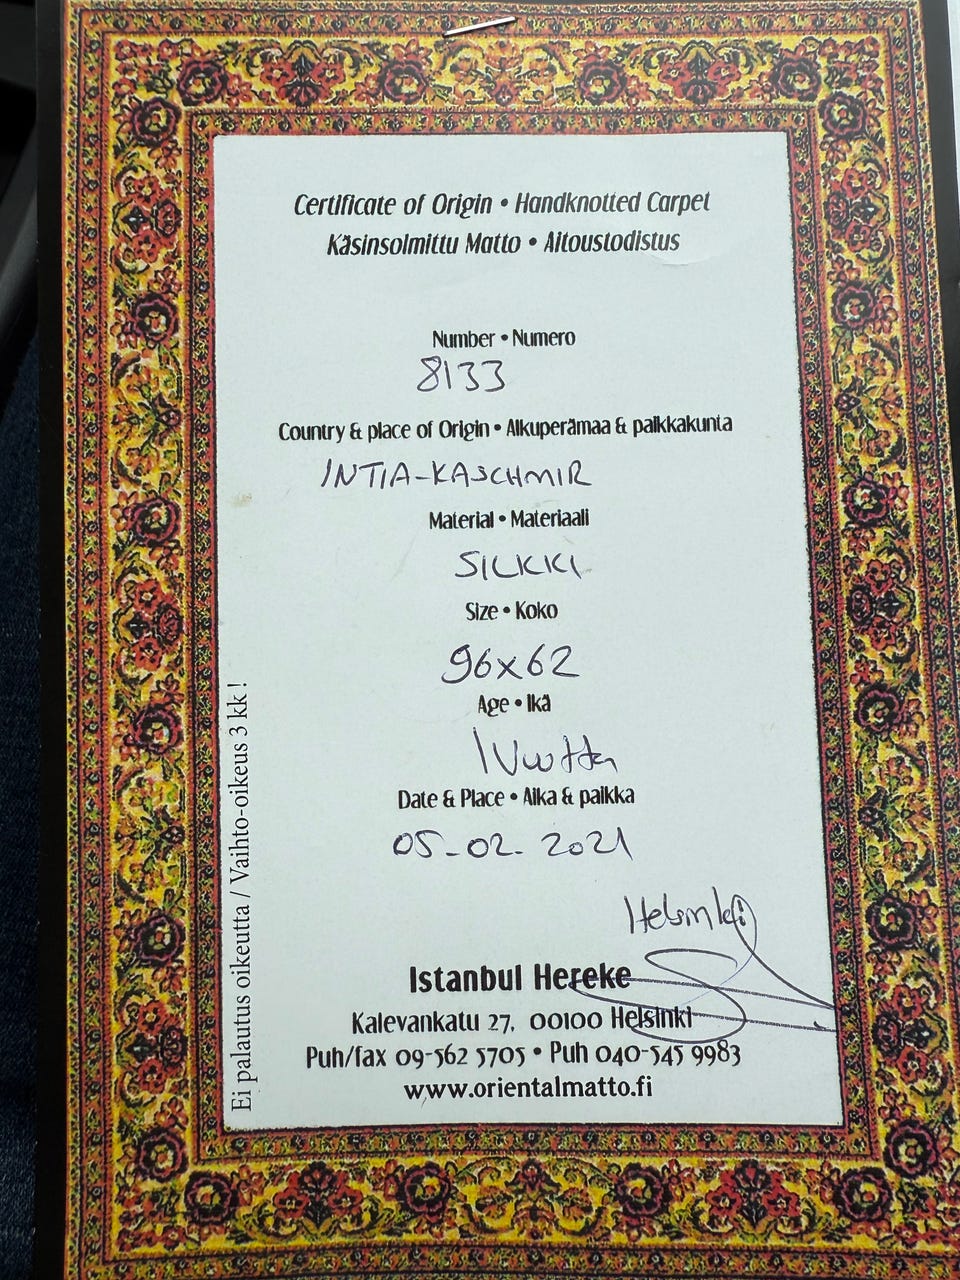 Certificate of Origin • Handknotted Carpet
Käsinsolmittu Matto • Aitoustodistus
Number • Numero
8133
Country & place of Origin • Alkuperämaa & paikkakunta
INTIA-KASCHMIR
Material • Materiaali
SILKKI
Size • Koko
96x62
Age • Ikä
1 Vuotta
Date & Place • Aika & paikka
05-02-2021
Helsinki
Istanbul Hereke
Kalevankatu 27, 00100 Helsinki
Puh/fax 09-562 5705 • Puh 040-545 9983
www.orientalmatto.fi
Ei palautus oikeutta / Vaihto-oikeus 3 kk !